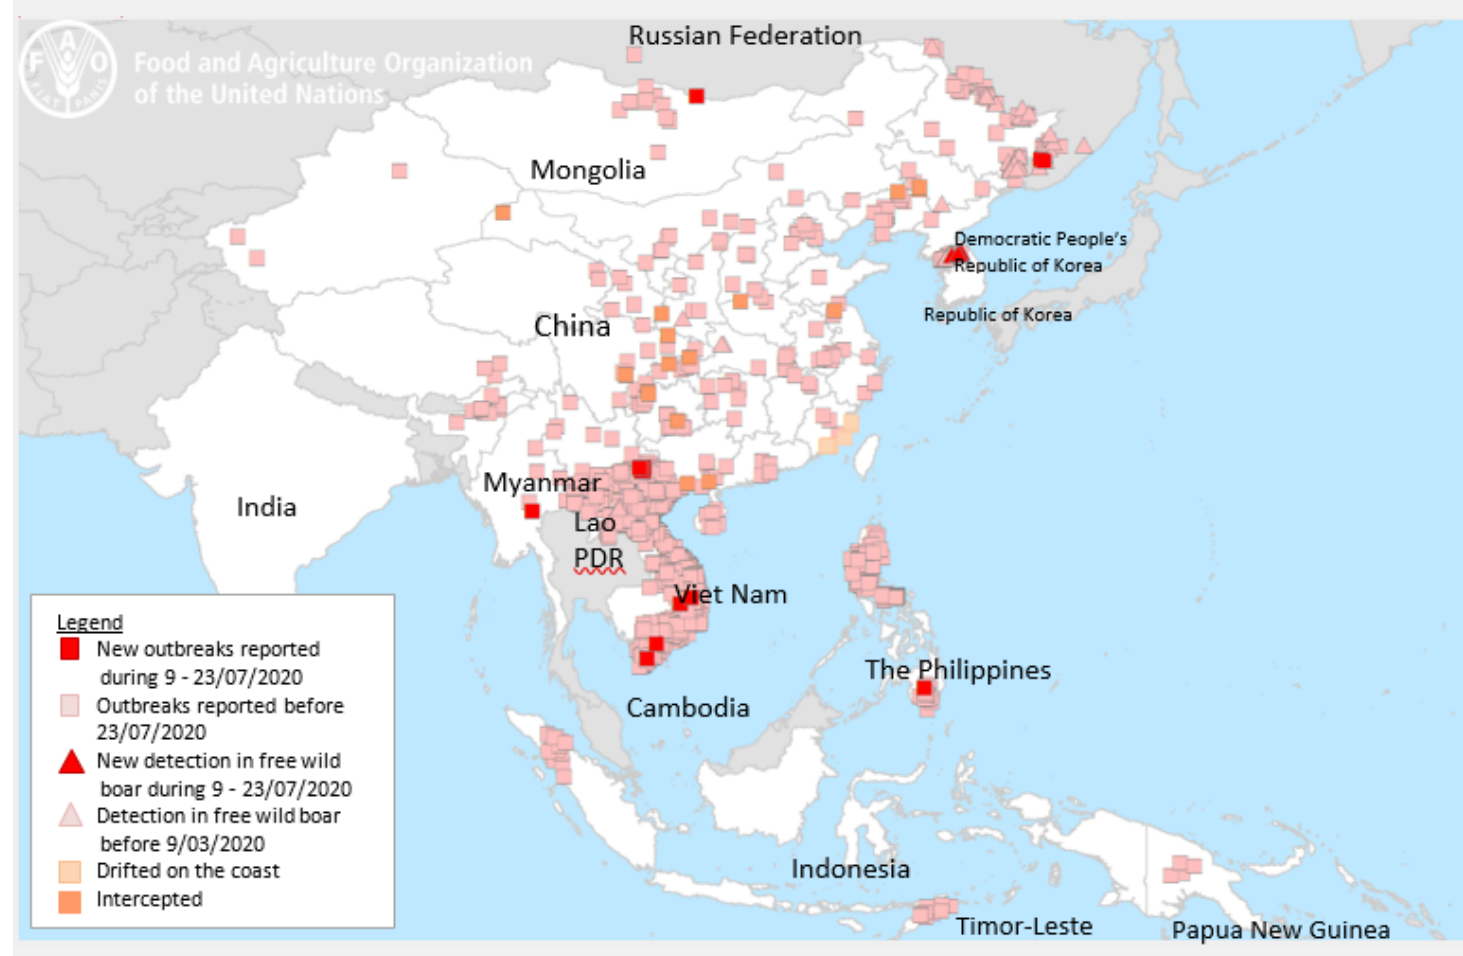 Russian Federation
FAO
FIAT PANIS
Food and Agriculture Organization
of the United Nations
Mongolia
Democratic People's
Republic of Korea
Republic of Korea
China
Myanmar
India
Lao
PDR
Viet Nam
The Philippines
Cambodia
Indonesia
Timor-Leste
Papua New Guinea
Legend
New outbreaks reported
during 9 - 23/07/2020
Outbreaks reported before
23/07/2020
New detection in free wild
boar during 9 - 23/07/2020
Detection in free wild boar
before 9/03/2020
Drifted on the coast
Intercepted